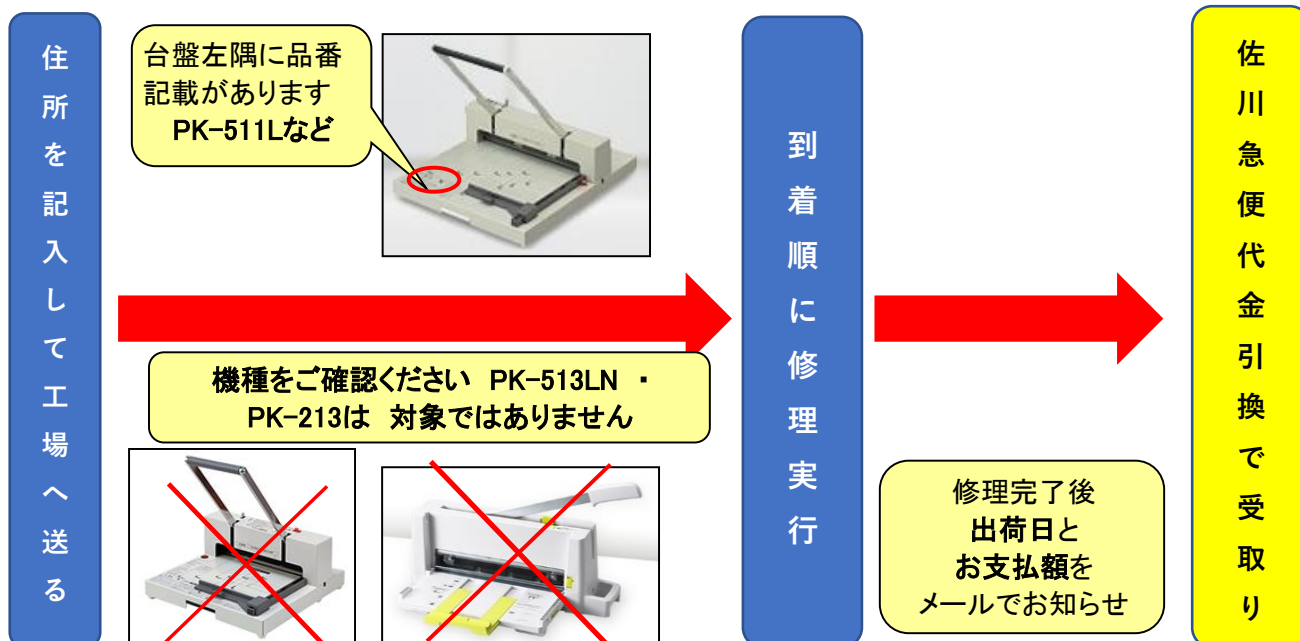 住所を記入して工場へ送る
台盤左隅に品番
記載があります
PK-511Lなど
機種をご確認ください PK-513LN ・
PK-213は 対象ではありません
到着順に修理実行
修理完了後
出荷日と
お支払額を
メールでお知らせ
佐川急便代金引換で受取り